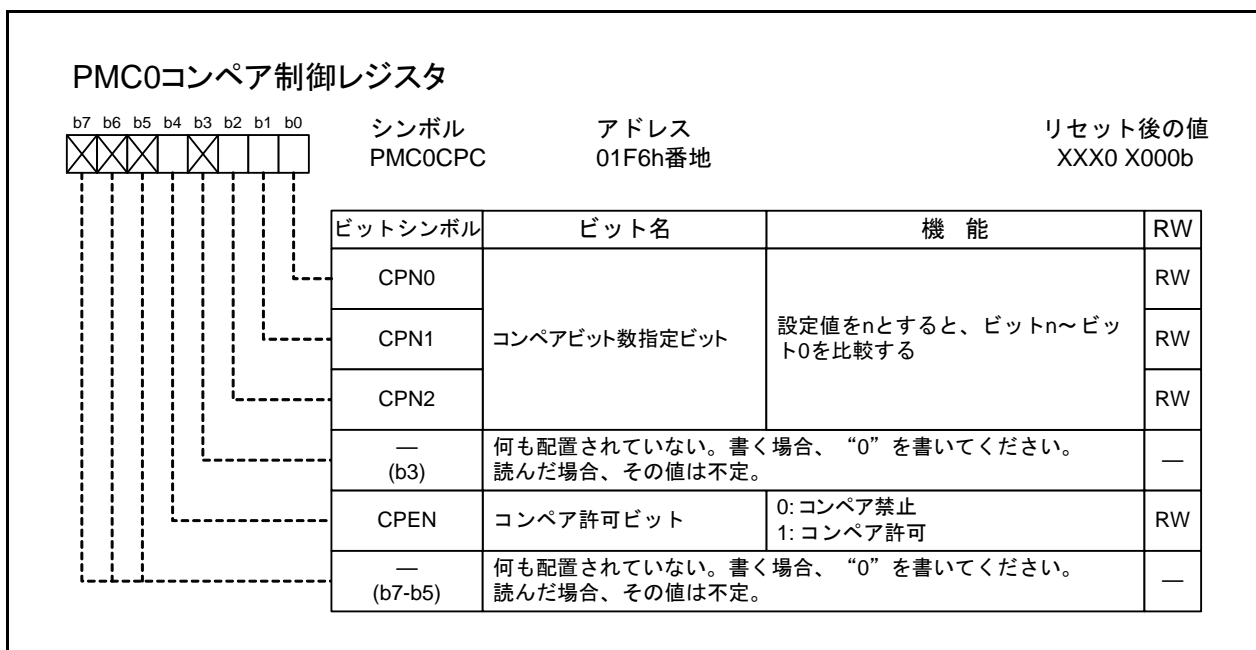 PMC0コンペア制御レジスタ
b7 b6 b5 b4 b3 b2 b1 b0
シンボル アドレス リセット後の値
PMC0CPC 01F6h番地 XXX0 X000b
ビットシンボル ビット名 機 能 RW
CPN0 RW
CPN1 コンペアビット数指定ビット 設定値をnとすると、ビットn～ビッ
ト0を比較する RW
CPN2 RW
—
(b3) 何も配置されていない。書く場合、“0”を書いてください。
読んだ場合、その値は不定。 —
CPEN コンペア許可ビット 0: コンペア禁止
1: コンペア許可 RW
—
(b7-b5) 何も配置されていない。書く場合、“0”を書いてください。
読んだ場合、その値は不定。 —